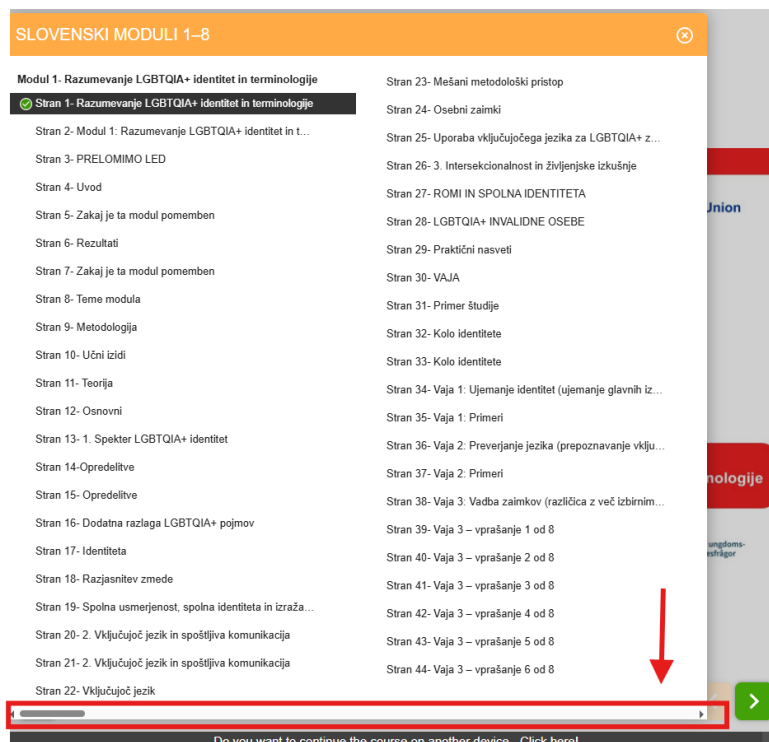 SLOVENSKI MODULI 1–8
Modul 1- Razumevanje LGBTQIA+ identitet in terminologije
Stran 1- Razumevanje LGBTQIA+ identitet in terminologije
Stran 2- Modul 1: Razumevanje LGBTQIA+ identitet in t...
Stran 3- PRELOMIMO LED
Stran 4- Uvod
Stran 5- Zakaj je ta modul pomemben
Stran 6- Rezultati
Stran 7- Zakaj je ta modul pomemben
Stran 8- Teme modula
Stran 9- Metodologija
Stran 10- Učni izidi
Stran 11- Teorija
Stran 12- Osnovni
Stran 13- 1. Spekter LGBTQIA+ identitet
Stran 14-Opredelitve
Stran 15- Opredelitve
Stran 16- Dodatna razlaga LGBTQIA+ pojmov
Stran 17- Identiteta
Stran 18- Razjasnitev zmede
Stran 19- Spolna usmerjenost, spolna identiteta in izraža...
Stran 20- 2. Vključujoč jezik in spoštljiva komunikacija
Stran 21- 2. Vključujoč jezik in spoštljiva komunikacija
Stran 22- Vključujoč jezik
Stran 23- Mešani metodološki pristop
Stran 24- Osebni zaimki
Stran 25- Uporaba vključujočega jezika za LGBTQIA+ z...
Stran 26- 3. Intersekcionalnost in življenjske izkušnje
Stran 27- ROMI IN SPOLNA IDENTITETA
Stran 28- LGBTQIA+ INVALIDNE OSEBE
Stran 29- Praktični nasveti
Stran 30- VAJA
Stran 31- Primer študije
Stran 32- Kolo identitete
Stran 33- Kolo identitete
Stran 34- Vaja 1: Ujemanje identitet (ujemanje glavnih iz...
Stran 35- Vaja 1: Primeri
Stran 36- Vaja 2: Preverjanje jezika (prepoznavanje vklju...
Stran 37- Vaja 2: Primeri
Stran 38- Vaja 3: Vadba zaimkov (različica z več izbirnim...
Stran 39- Vaja 3 – vprašanje 1 od 8
Stran 40- Vaja 3 – vprašanje 2 od 8
Stran 41- Vaja 3 – vprašanje 3 od 8
Stran 42- Vaja 3 – vprašanje 4 od 8
Stran 43- Vaja 3 – vprašanje 5 od 8
Stran 44- Vaja 3 – vprašanje 6 od 8
Union
nologije
ungdoms-
esfrågor
Do you want to continue the course on another device - Click here!